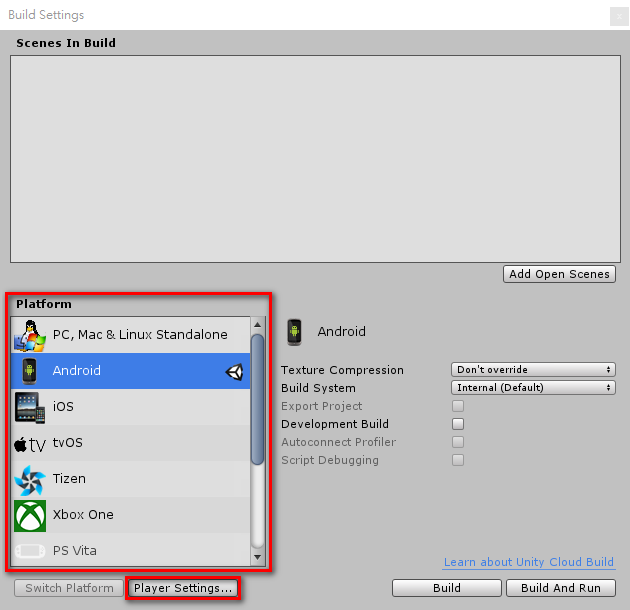 Build Settings
x
Scenes In Build
Add Open Scenes
Platform
PC, Mac & Linux Standalone
Android
iOS
tv tvOS
Tizen
Xbox One
PS Vita
Android
Texture Compression Don't override
Build System Internal (Default)
Export Project
Development Build
Autoconnect Profiler
Script Debugging
Learn about Unity Cloud Build
Switch Platform Player Settings... Build Build And Run